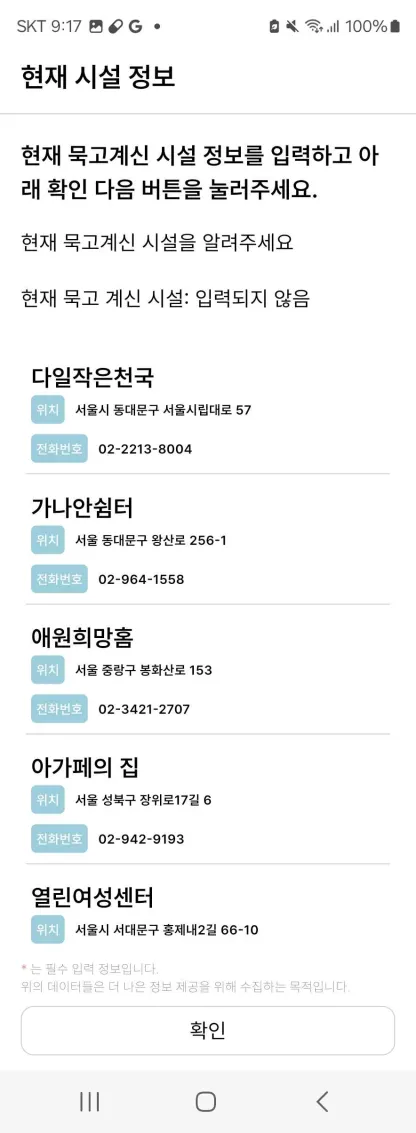 SKT 9:17
100%
현재 시설 정보
현재 묵고계신 시설 정보를 입력하고 아
래 확인 다음 버튼을 눌러주세요.
현재 묵고계신 시설을 알려주세요
현재 묵고 계신 시설: 입력되지 않음
다일작은천국
위치 서울시 동대문구 서울시립대로 57
전화번호 02-2213-8004
가나안쉼터
위치 서울 동대문구 왕산로 256-1
전화번호 02-964-1558
애원희망홈
위치 서울 중랑구 봉화산로 153
전화번호 02-3421-2707
아가페의 집
위치 서울 성북구 장위로17길 6
전화번호 02-942-9193
열린여성센터
위치 서울시 서대문구 홍제내2길 66-10
* 는 필수 입력 정보입니다.
위의 데이터들은 더 나은 정보 제공을 위해 수집하는 목적입니다.
확인